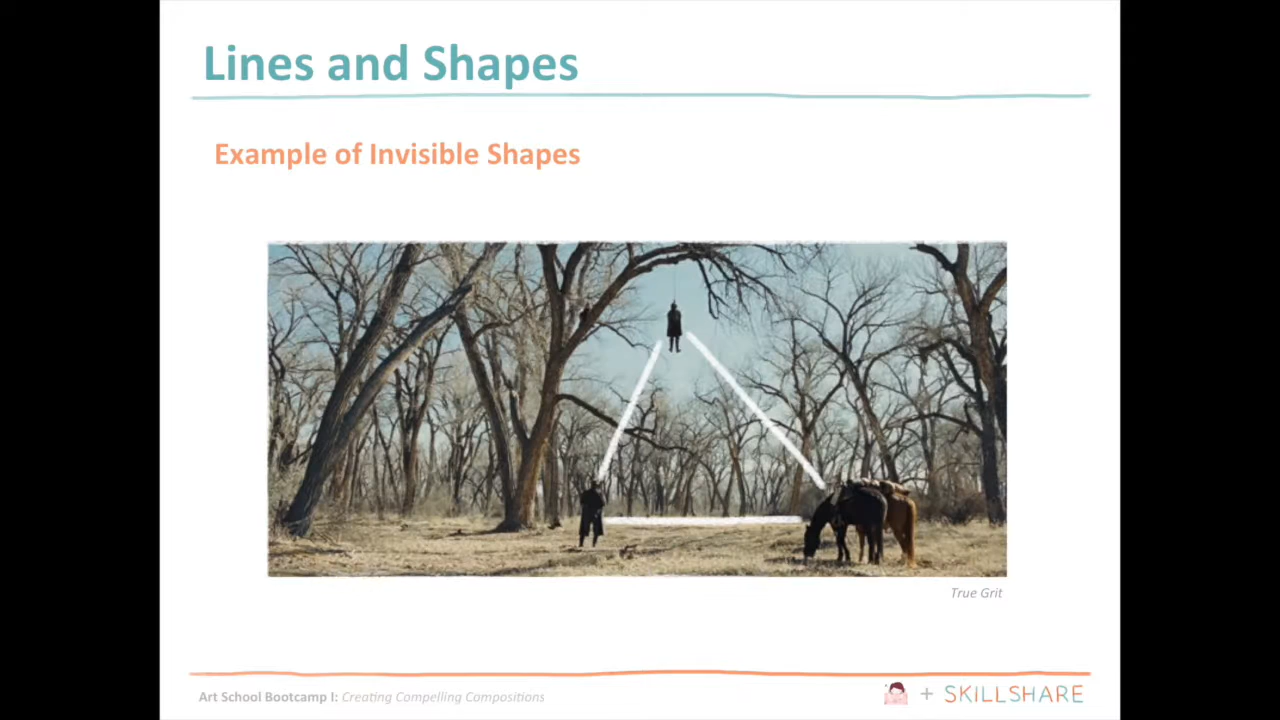 Lines and Shapes
Example of Invisible Shapes
True Grit
Art School Bootcamp I: Creating Compelling Compositions
+ SKILLSHARE